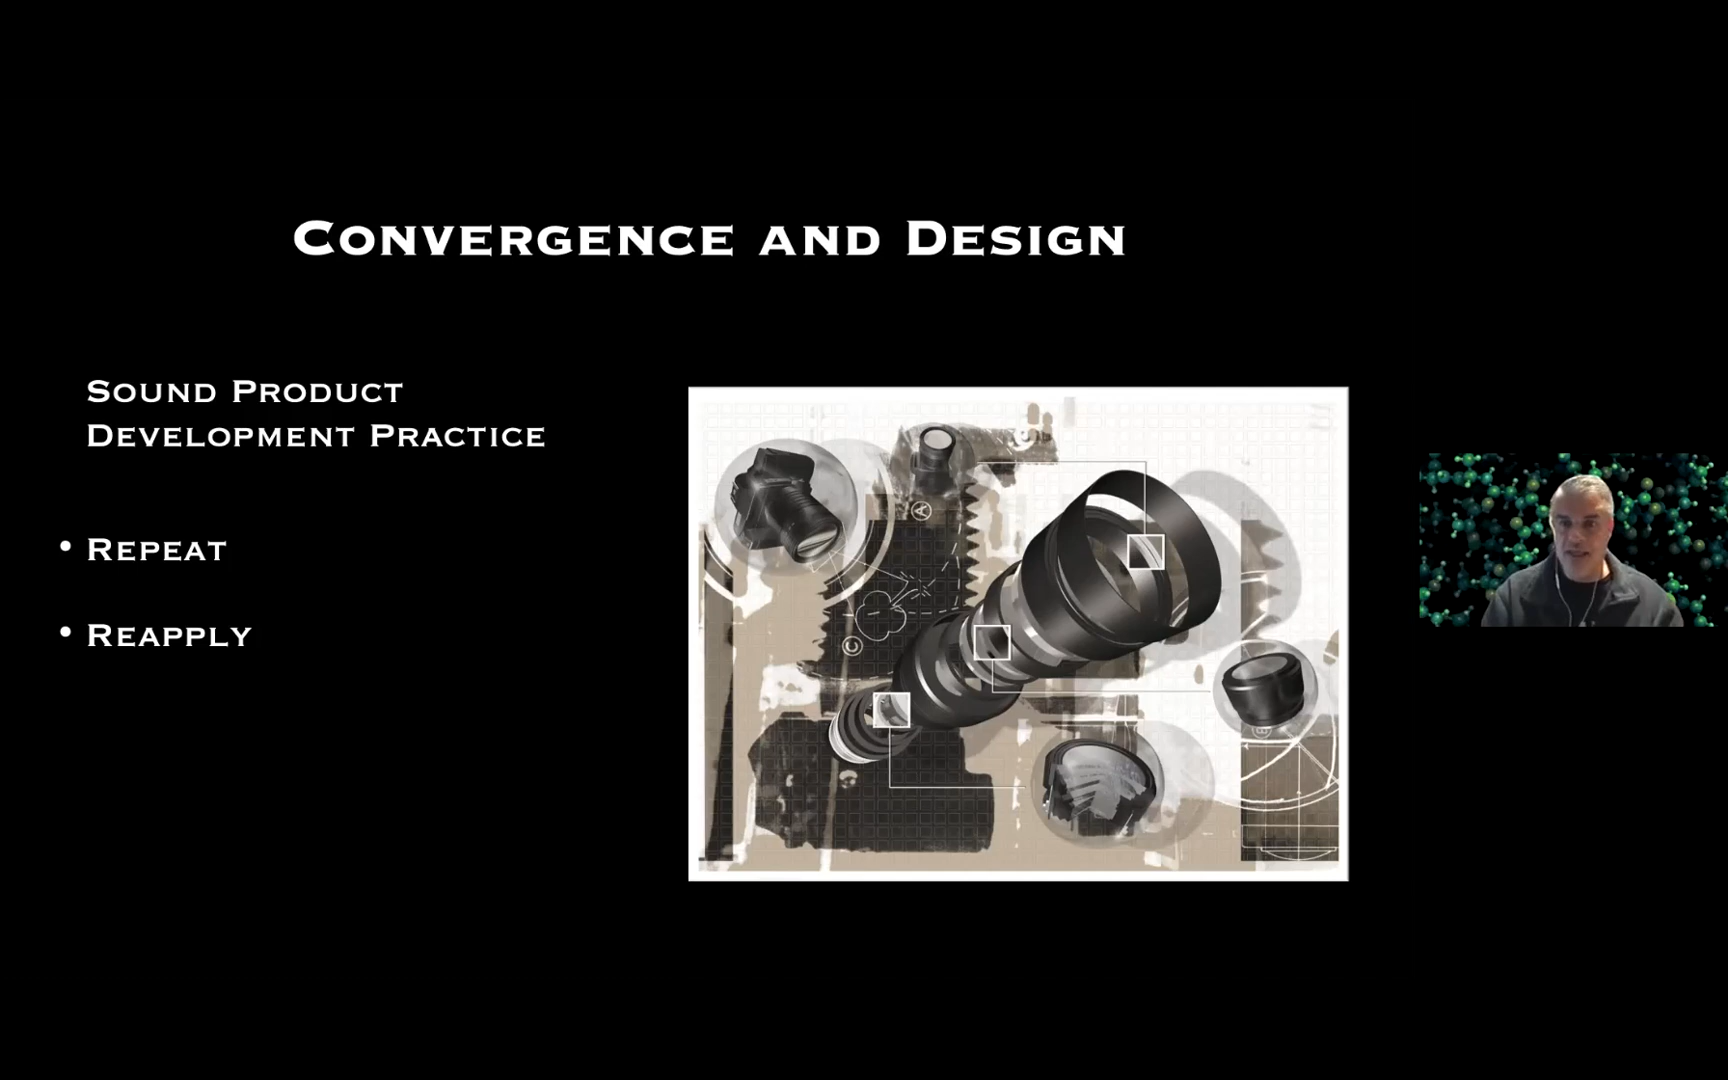 Convergence and Design
Sound Product
Development Practice
• Repeat
• Reapply
A
C
B